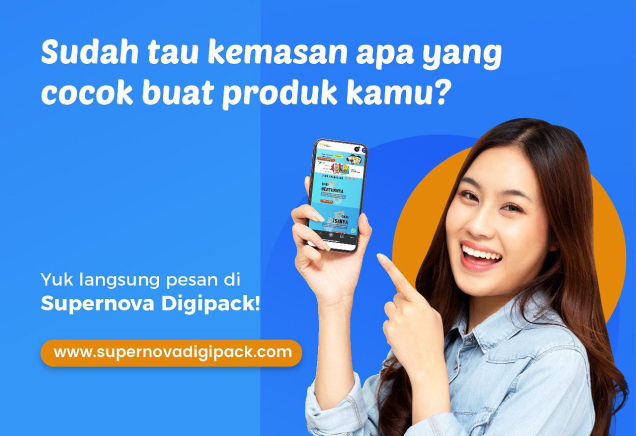 Sudah tau kemasan apa yang
cocok buat produk kamu?
Yuk langsung pesan di
Supernova Digipack!
www.supernovadigipack.com